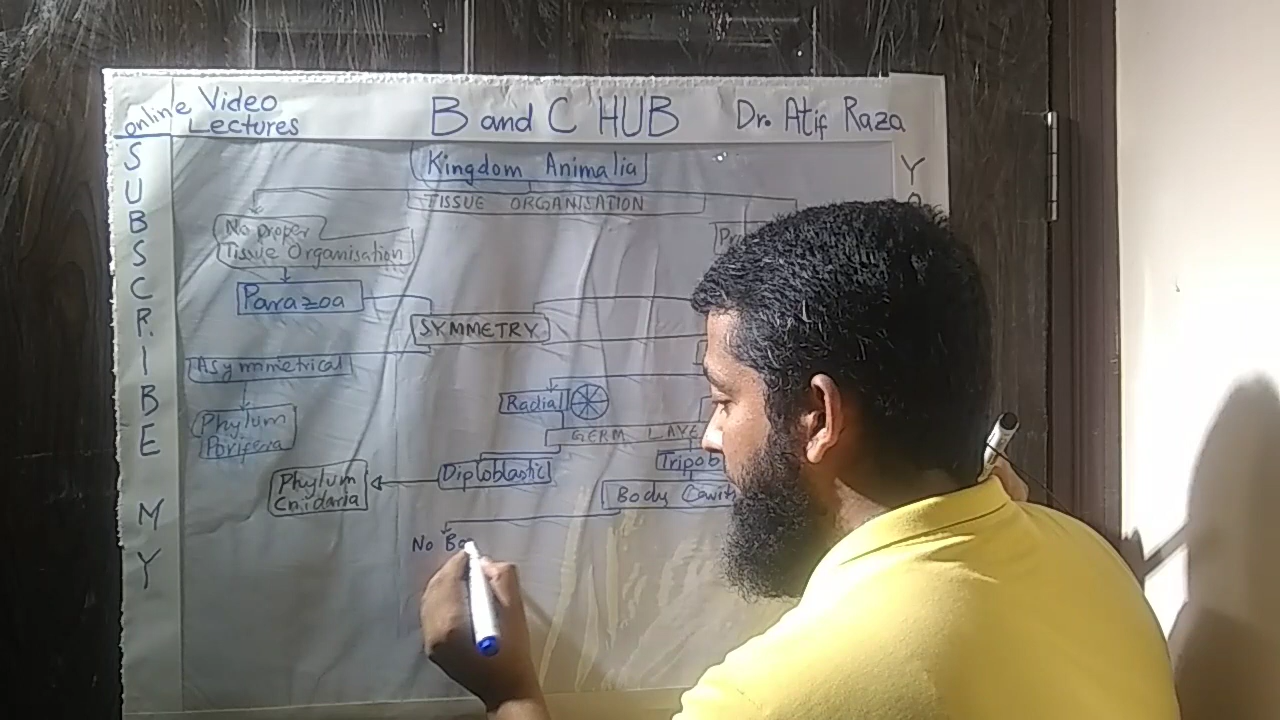 online Video Lectures
B and C HUB
Dr. Atif Raza
SUBSCRIBE MY
Y
Kingdom Animalia
TISSUE ORGANISATION
No proper
Tissue Organisation
Parazoa
SYMMETRY
Asymmetrical
Radial
Phylum
Porifera
GERM
Diploblastic
Phylum
Cnidaria
Body
No